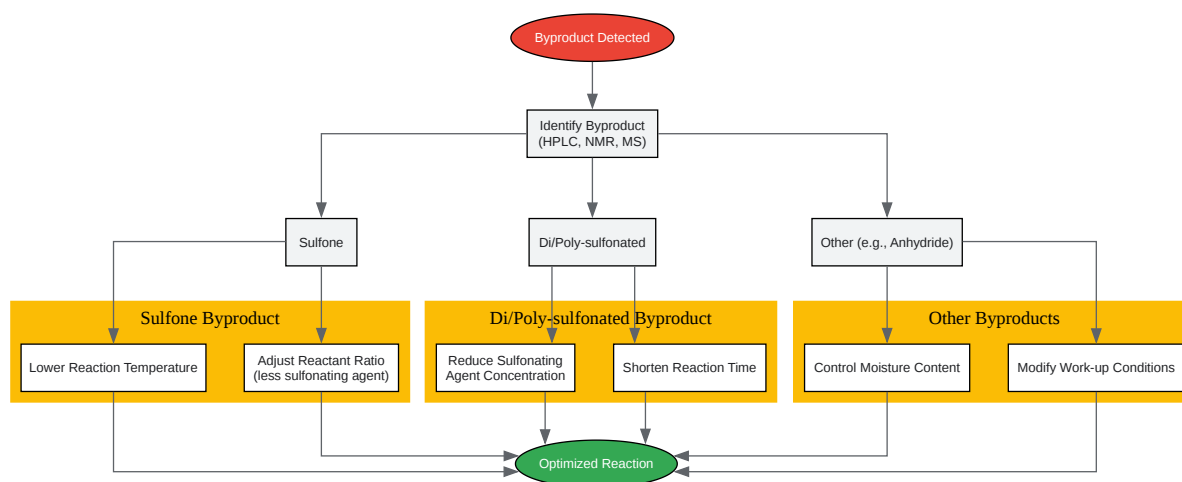 Byproduct Detected
Identify Byproduct
(HPLC, NMR, MS)
Sulfone
Di/Poly-sulfonated
Other (e.g., Anhydride)
Sulfone Byproduct
Di/Poly-sulfonated Byproduct
Other Byproducts
Lower Reaction Temperature
Adjust Reactant Ratio
(less sulfonating agent)
Reduce Sulfonating
Agent Concentration
Shorten Reaction Time
Control Moisture Content
Modify Work-up Conditions
Optimized Reaction